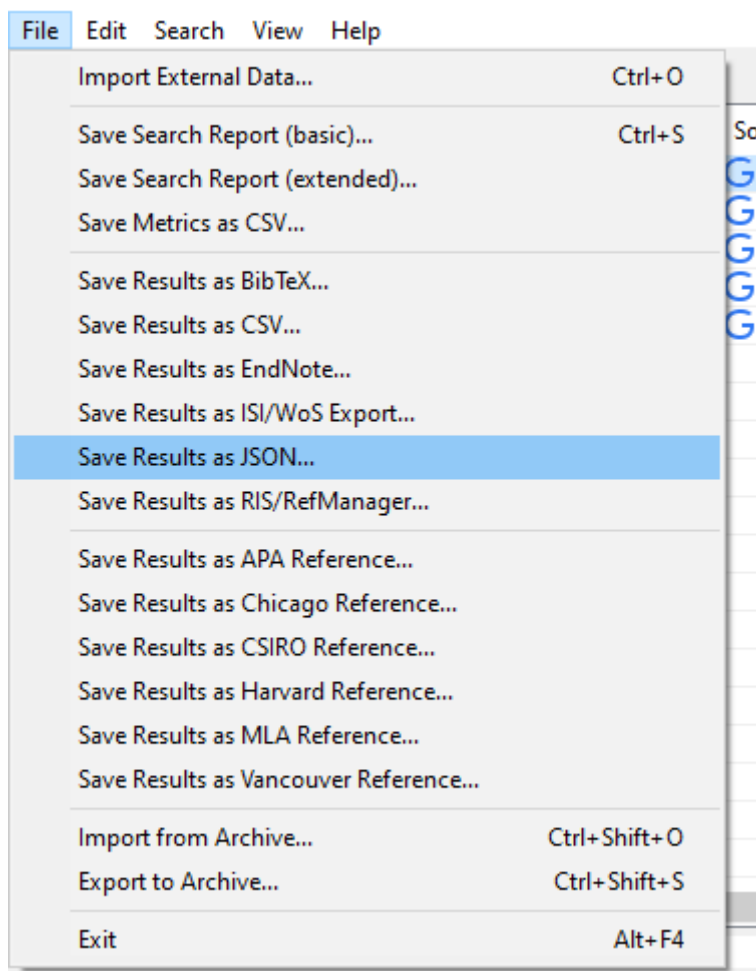 File Edit Search View Help
Import External Data... Ctrl+O
Save Search Report (basic)... Ctrl+S
Save Search Report (extended)...
Save Metrics as CSV...
Save Results as BibTeX...
Save Results as CSV...
Save Results as EndNote...
Save Results as ISI/WoS Export...
Save Results as JSON...
Save Results as RIS/RefManager...
Save Results as APA Reference...
Save Results as Chicago Reference...
Save Results as CSIRO Reference...
Save Results as Harvard Reference...
Save Results as MLA Reference...
Save Results as Vancouver Reference...
Import from Archive... Ctrl+Shift+O
Export to Archive... Ctrl+Shift+S
Exit Alt+F4
G
G
G
G
G